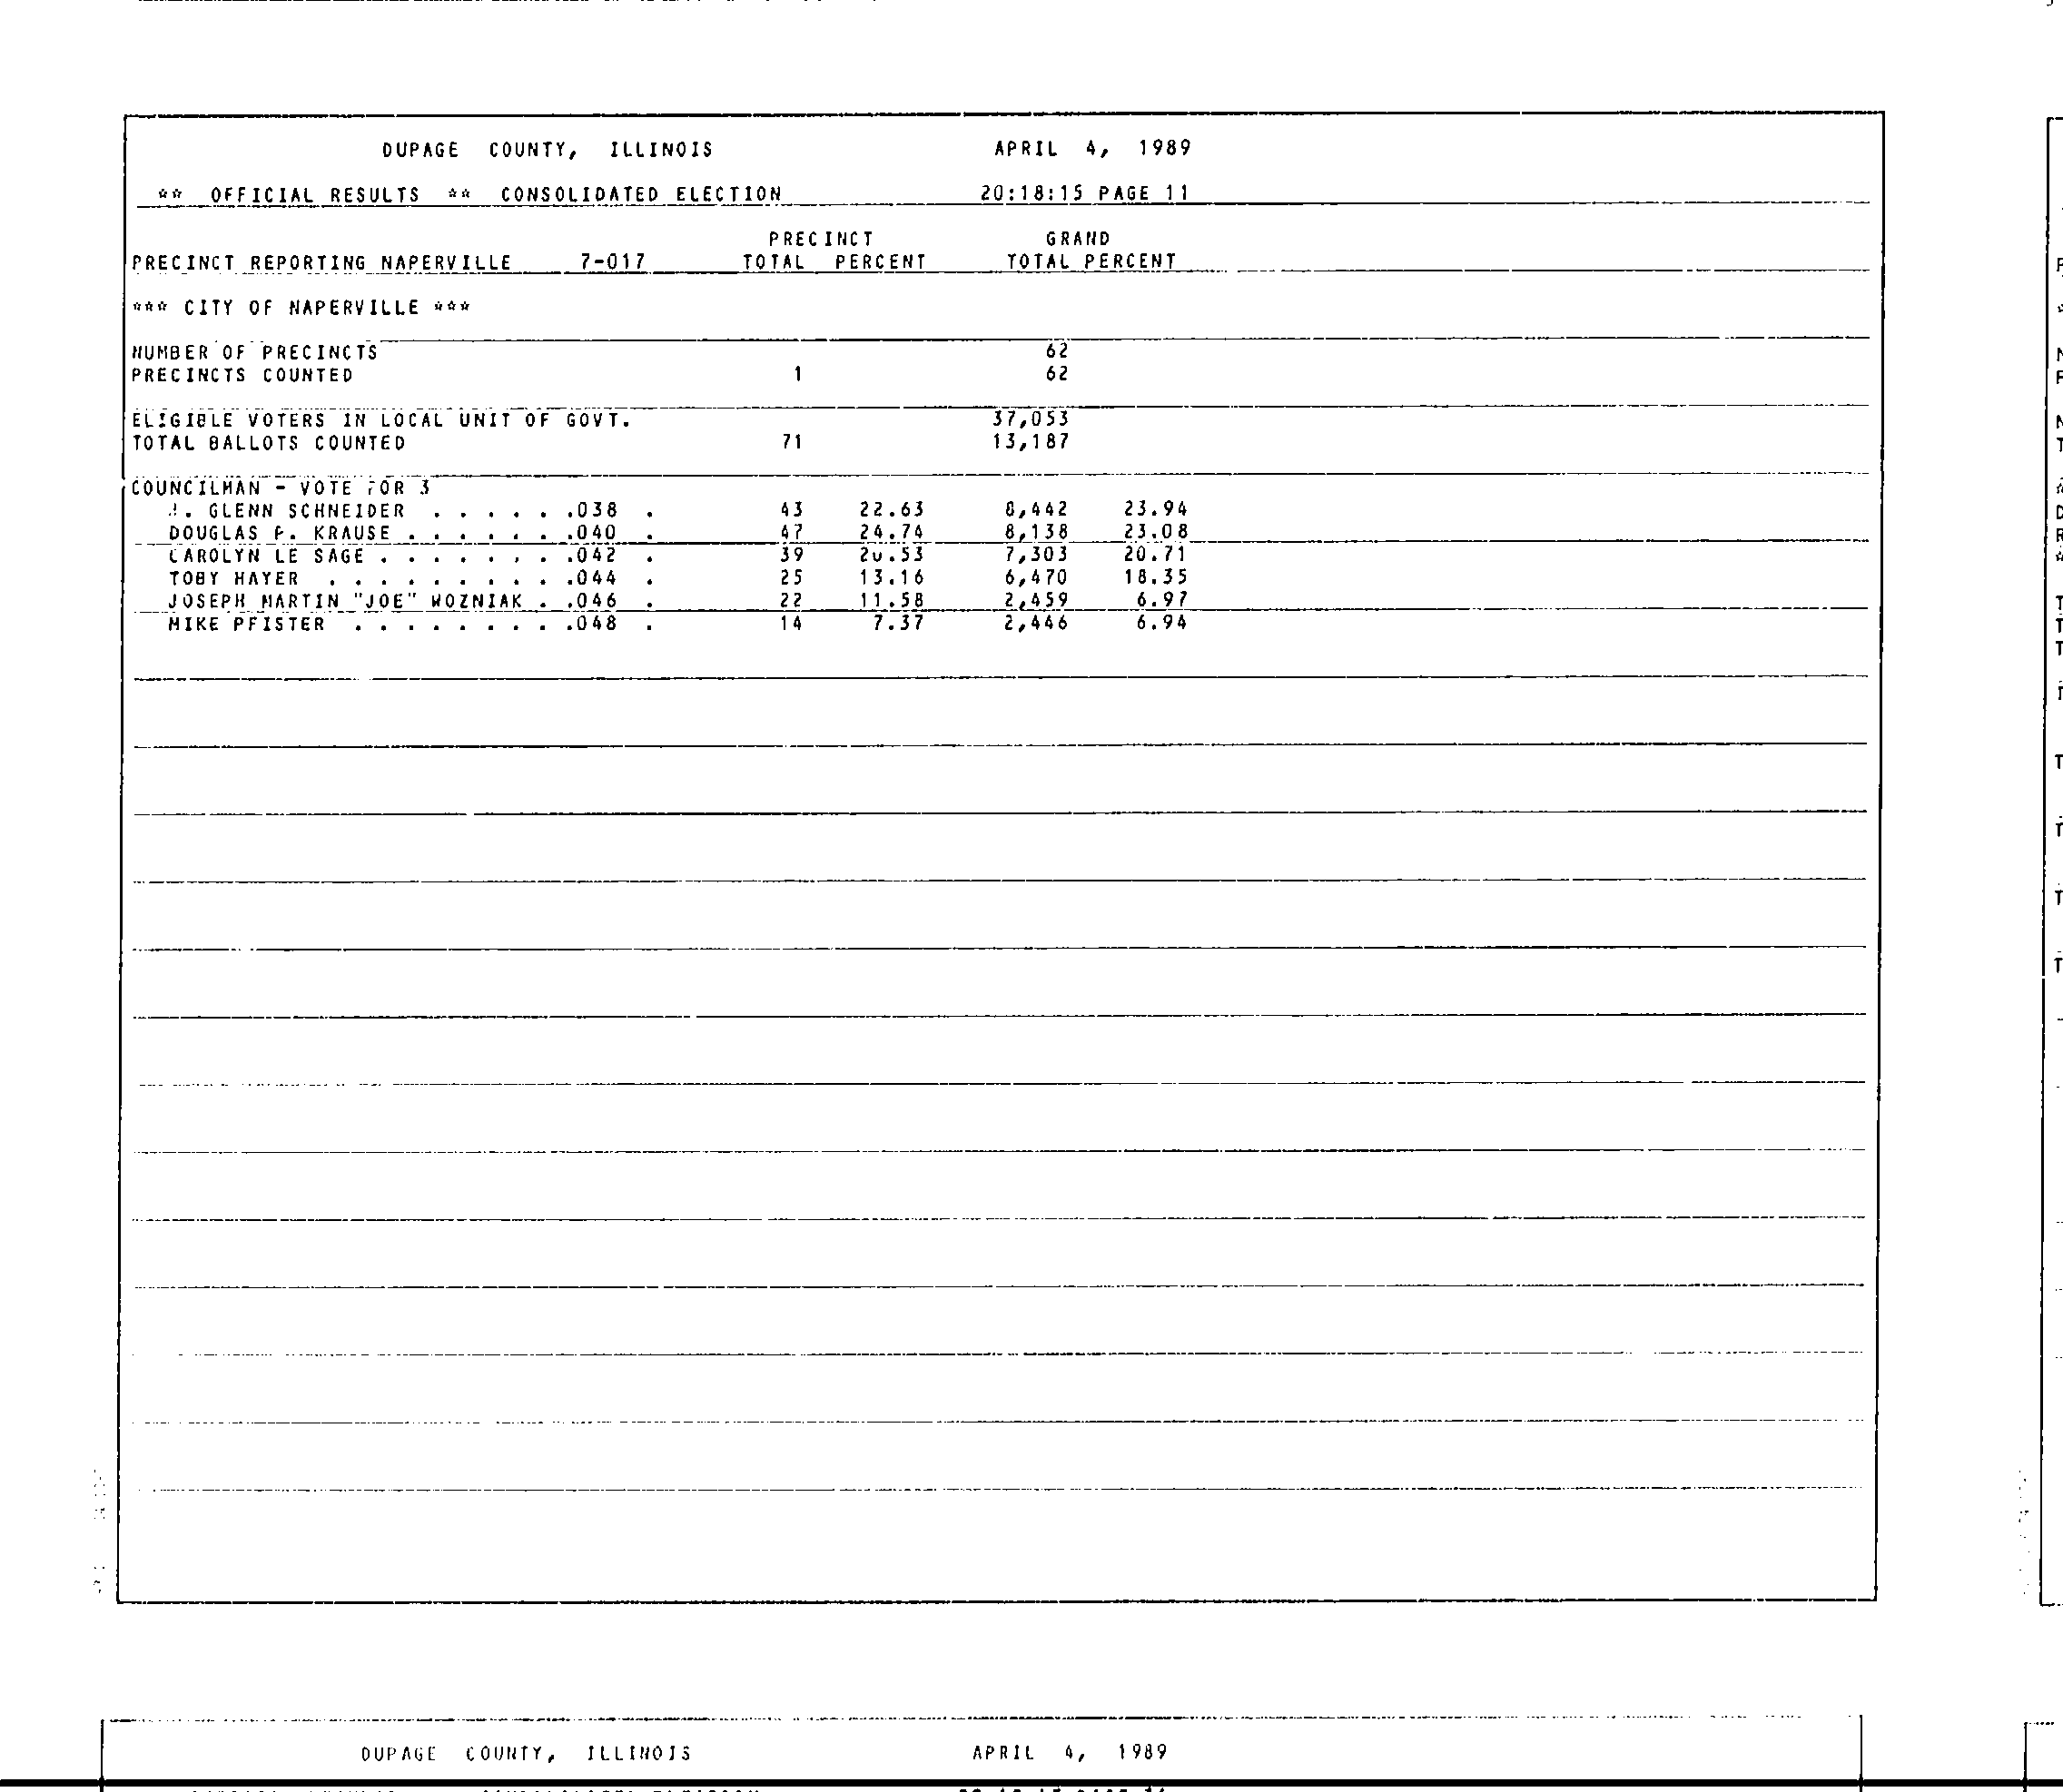 DUPAGE COUNTY, ILLINOIS APRIL 4, 1989
** OFFICIAL RESULTS ** CONSOLIDATED ELECTION 20:18:15 PAGE 11
PRECINCT GRAND
PRECINCT REPORTING NAPERVILLE 7-017 TOTAL PERCENT TOTAL PERCENT
*** CITY OF NAPERVILLE ***
NUMBER OF PRECINCTS 62
PRECINCTS COUNTED 1 62
ELIGIBLE VOTERS IN LOCAL UNIT OF GOVT. 37,053
TOTAL BALLOTS COUNTED 71 13,187
COUNCILMAN - VOTE FOR 3
GLENN SCHNEIDER . . . . . .038 . 43 22.63 8,442 23.94
DOUGLAS KRAUSE . . . . . . .040 . 47 24.74 8,138 23.08
CAROLYN LE SAGE . . . . . . . .042 . 39 20.53 7,303 20.71
TOBY HAYER . . . . . . . . . .044 . 25 13.16 6,470 18.35
JOSEPH MARTIN "JOE" WOZNIAK . .046 . 22 11.58 2,459 6.97
MIKE PFISTER . . . . . . . . .048 . 14 7.37 2,446 6.94
DUPAGE COUNTY, ILLINOIS APRIL 4, 1989